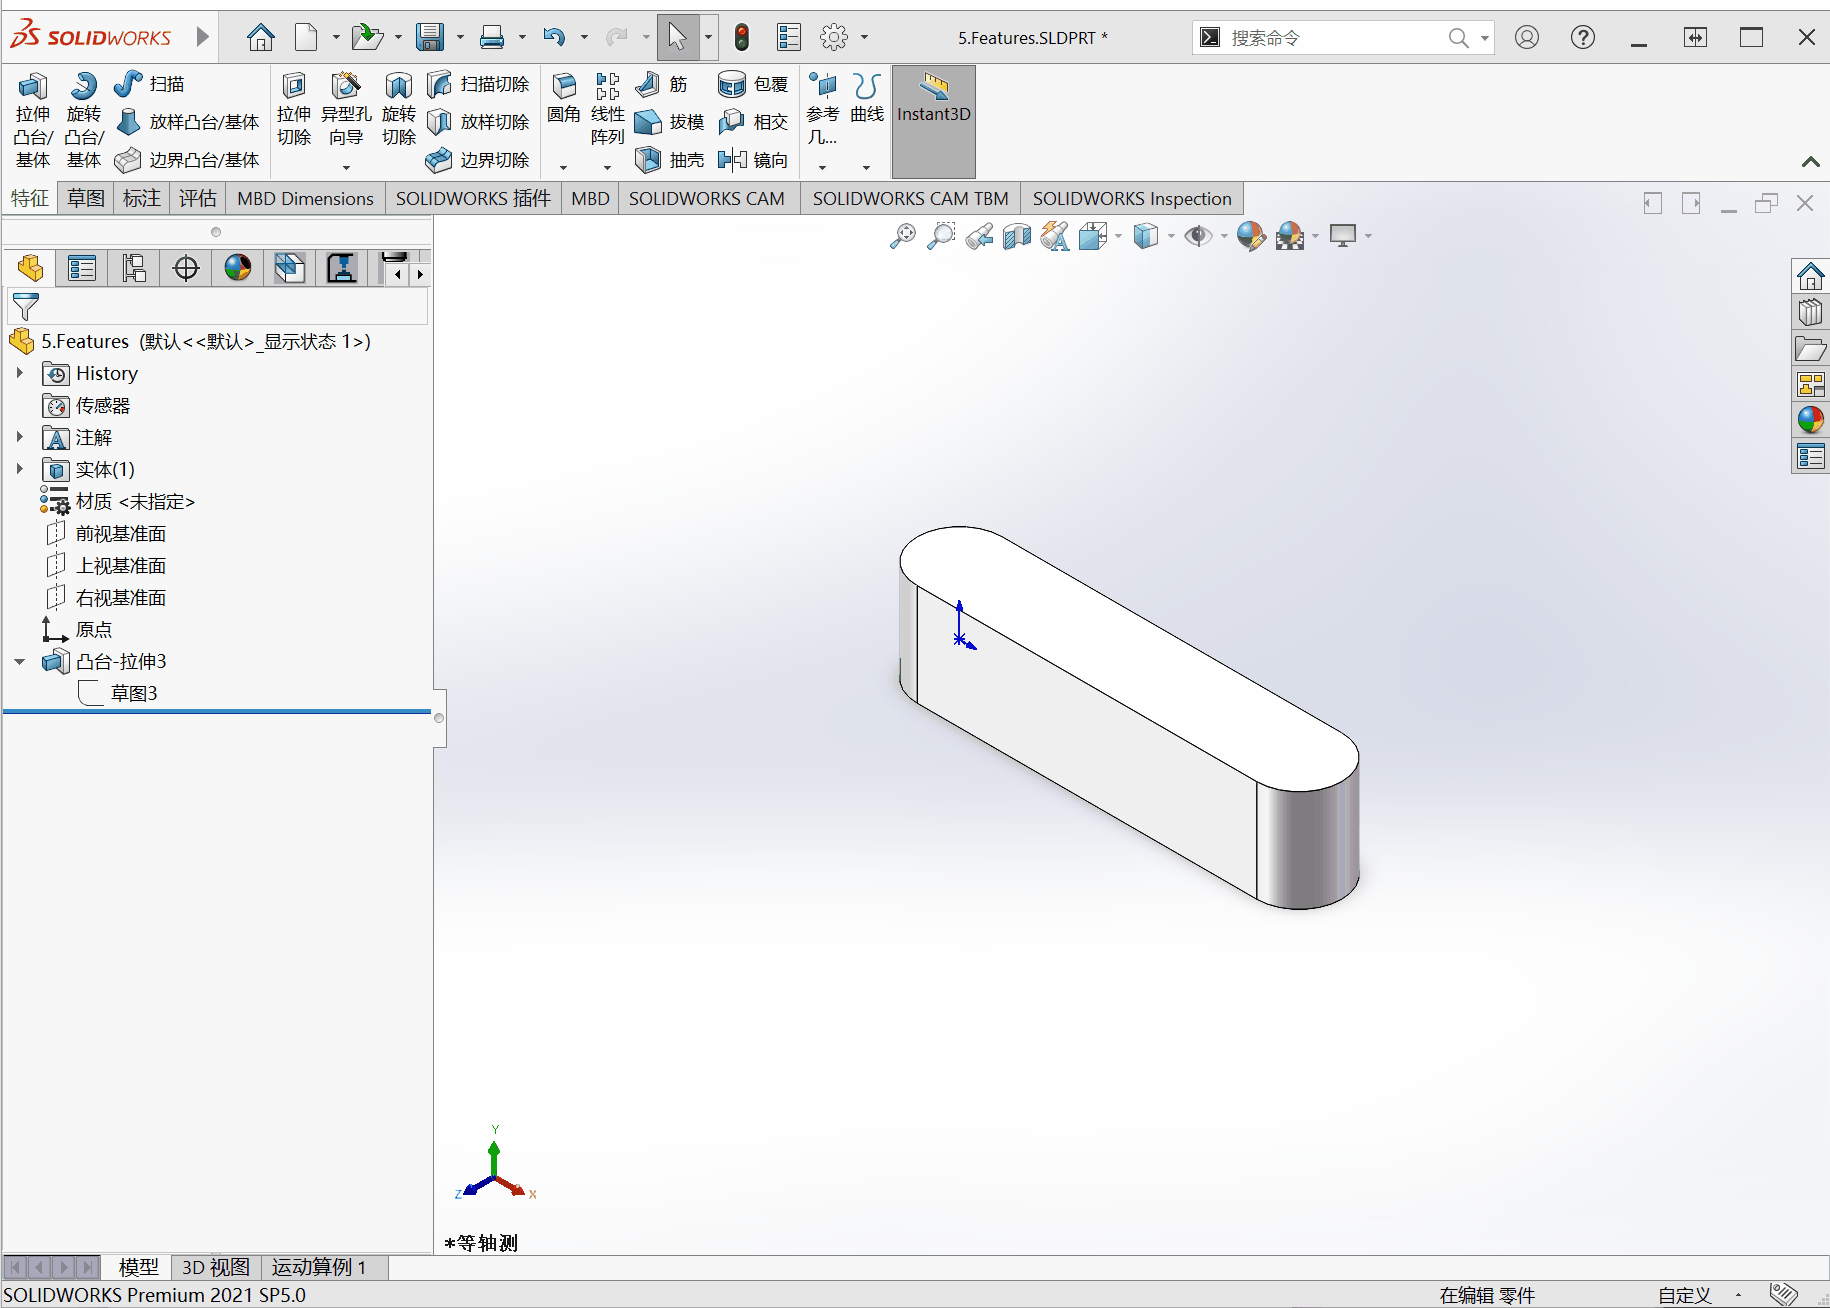 SOLIDWORKS
5.Features.SLDPRT *
搜索命令
拉伸凸台/基体
旋转凸台/基体
扫描
放样凸台/基体
边界凸台/基体
拉伸切除
异型孔向导
旋转切除
扫描切除
放样切除
边界切除
圆角
线性阵列
筋
拔模
抽壳
包覆
相交
镜向
参考几...
曲线
Instant3D
特征 草图 标注 评估 MBD Dimensions SOLIDWORKS 插件 MBD SOLIDWORKS CAM SOLIDWORKS CAM TBM SOLIDWORKS Inspection
5.Features (默认<<默认>_显示状态 1>)
History
传感器
注解
实体(1)
材质 <未指定>
前视基准面
上视基准面
右视基准面
原点
凸台-拉伸3
草图3
Y
Z
X
*等轴测
模型 3D 视图 运动算例 1
SOLIDWORKS Premium 2021 SP5.0
在编辑 零件
自定义